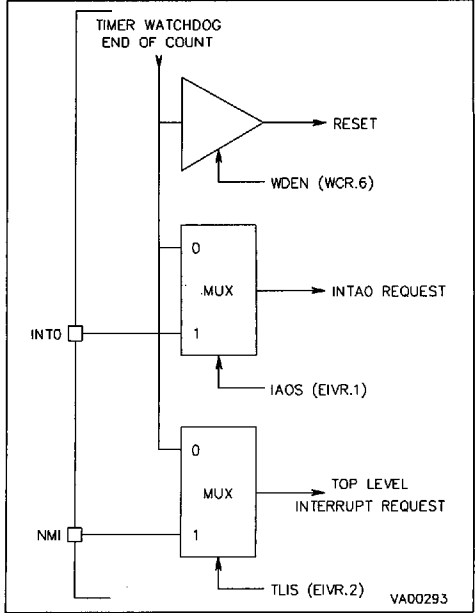 TIMER WATCHDOG
END OF COUNT
RESET
WDEN (WCR.6)
0
MUX
INTA0 REQUEST
INT0
1
IA0S (EIVR.1)
0
MUX
TOP LEVEL
INTERRUPT REQUEST
NMI
1
TLIS (EIVR.2)
VA00293